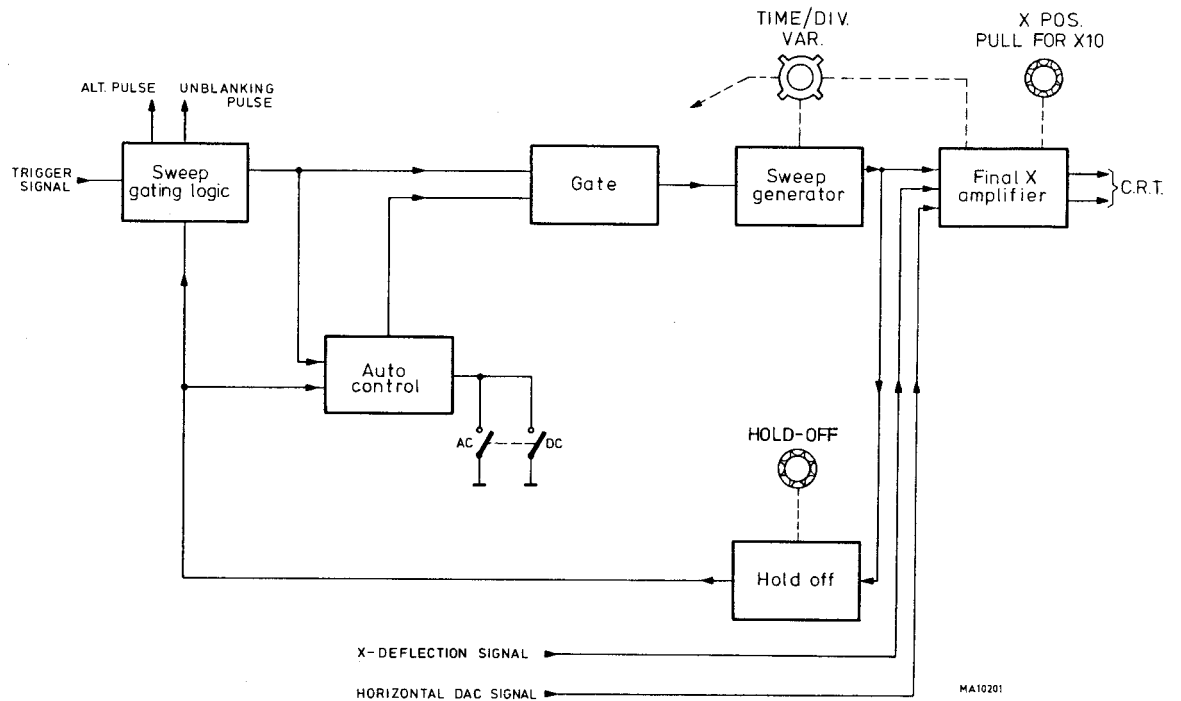 TIME/DIV.
VAR.
X POS.
PULL FOR X10
ALT. PULSE
UNBLANKING
PULSE
TRIGGER
SIGNAL
Sweep
gating logic
Gate
Sweep
generator
Final X
amplifier
C.R.T.
Auto
control
AC
DC
HOLD-OFF
Hold off
X-DEFLECTION SIGNAL
HORIZONTAL DAC SIGNAL
MA10201